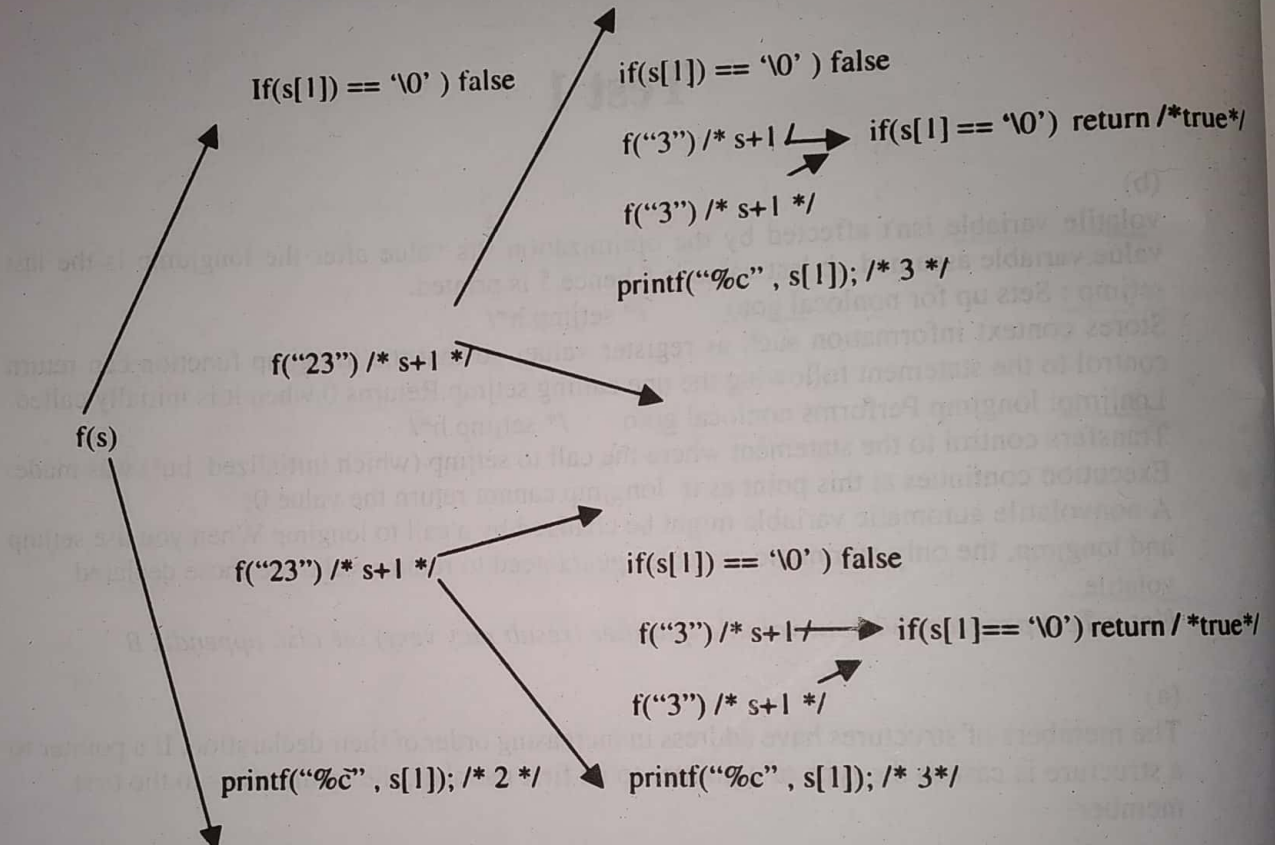 If(s[1]) == ‘\0’ ) false
if(s[1]) == ‘\0’ ) false
f(“3”) /* s+1 /
if(s[1] == ‘\0’) return /*true*/
f(“3”) /* s+1 */
printf(“%c” , s[1]); /* 3 */
f(“23”) /* s+1 */
f(s)
f(“23”) /* s+1 */
if(s[1]) == ‘\0’ ) false
f(“3”) /* s+1 /
if(s[1]== ‘\0’) return / *true*/
f(“3”) /* s+1 */
printf(“%c” , s[1]); /* 2 */
printf(“%c” , s[1]); /* 3*/